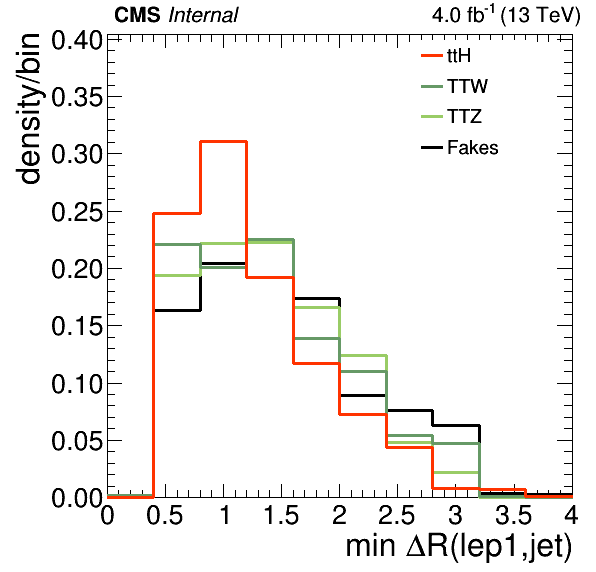 CMS Internal 4.0 fb⁻¹ (13 TeV)
density/bin
0.40
0.35
0.30
0.25
0.20
0.15
0.10
0.05
0.00
ttH
TTW
TTZ
Fakes
0 0.5 1 1.5 2 2.5 3 3.5 4
min ΔR(lep1,jet)